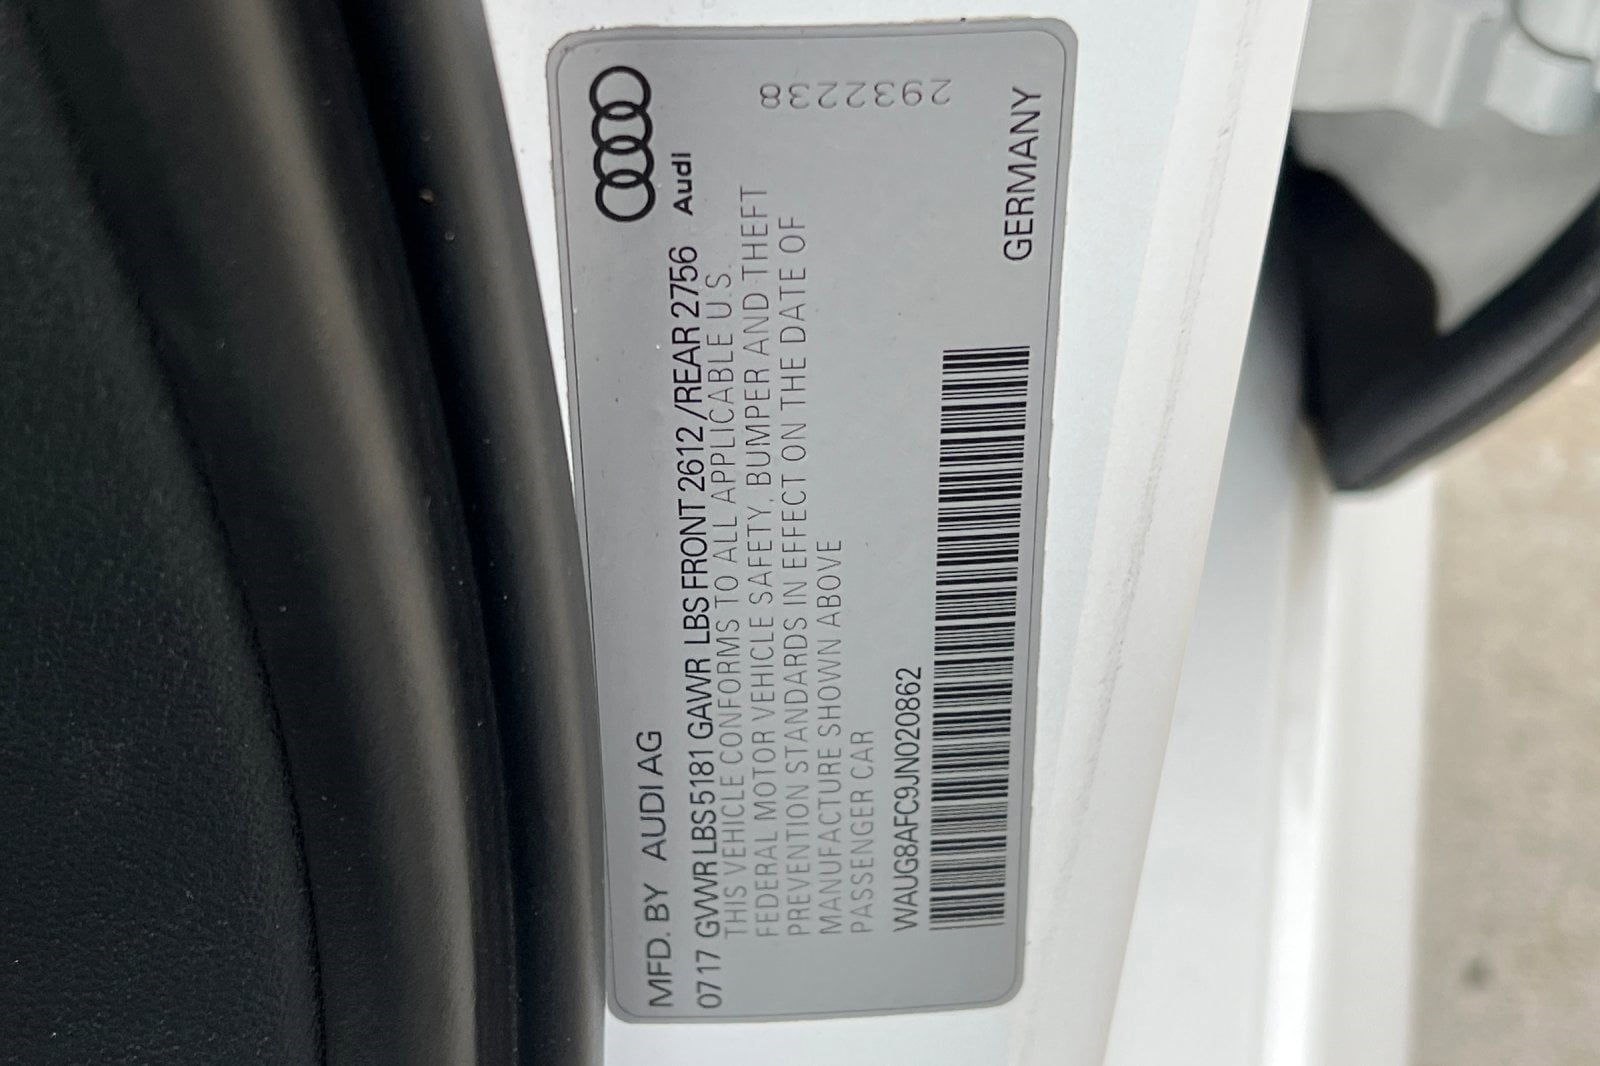 MFD. BY AUDI AG
Audi
0717 GVWR LBS 5181 GAWR LBS FRONT 2612 /REAR 2756
THIS VEHICLE CONFORMS TO ALL APPLICABLE U.S.
FEDERAL MOTOR VEHICLE SAFETY, BUMPER AND THEFT
PREVENTION STANDARDS IN EFFECT ON THE DATE OF
MANUFACTURE SHOWN ABOVE
PASSENGER CAR
2932238
WAUG8AFC9JN020862
GERMANY